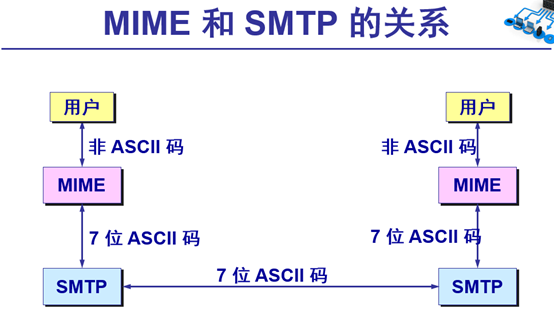 MIME 和 SMTP 的关系
用户 用户
非 ASCII 码 非 ASCII 码
MIME MIME
7 位 ASCII 码 7 位 ASCII 码
7 位 ASCII 码
SMTP SMTP